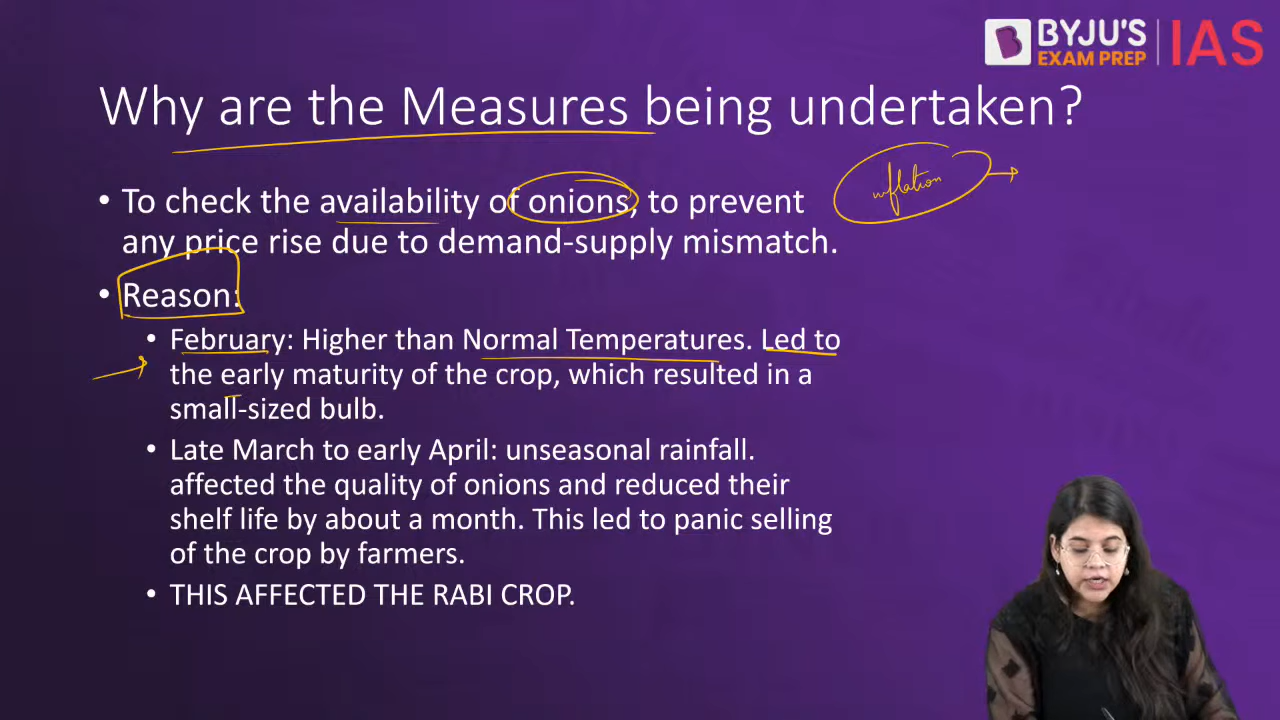 BYJU'S
EXAM PREP
IAS
Why are the Measures being undertaken?
inflation
• To check the availability of onions, to prevent
any price rise due to demand-supply mismatch.
• Reason:
• February: Higher than Normal Temperatures. Led to
the early maturity of the crop, which resulted in a
small-sized bulb.
• Late March to early April: unseasonal rainfall.
affected the quality of onions and reduced their
shelf life by about a month. This led to panic selling
of the crop by farmers.
• THIS AFFECTED THE RABI CROP.